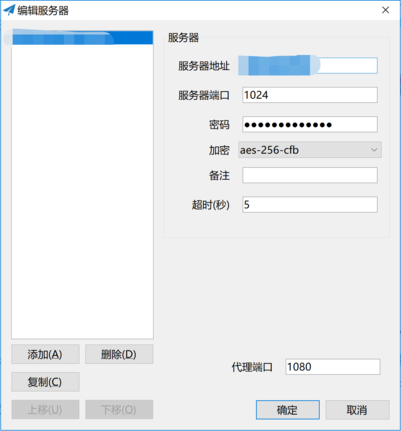 编辑服务器
服务器
服务器地址
服务器端口 1024
密码 ●●●●●●●●●●●●●
加密 aes-256-cfb
备注
超时(秒) 5
添加(A) 删除(D)
复制(C)
代理端口 1080
上移(U) 下移(O)
确定 取消